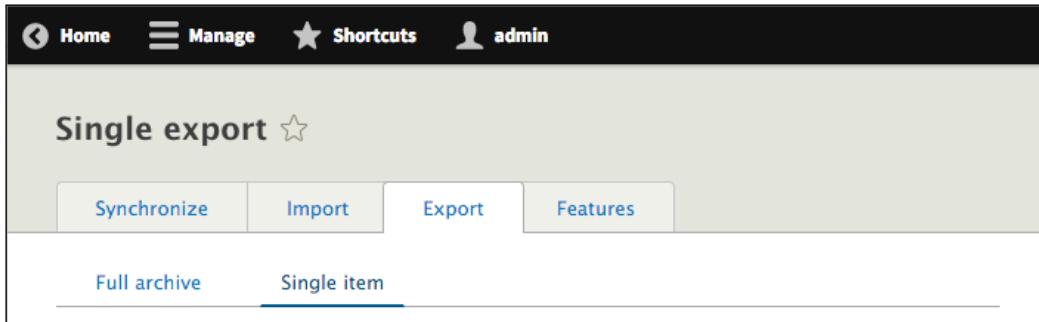 Home Manage Shortcuts admin
Single export
Synchronize Import Export Features
Full archive Single item